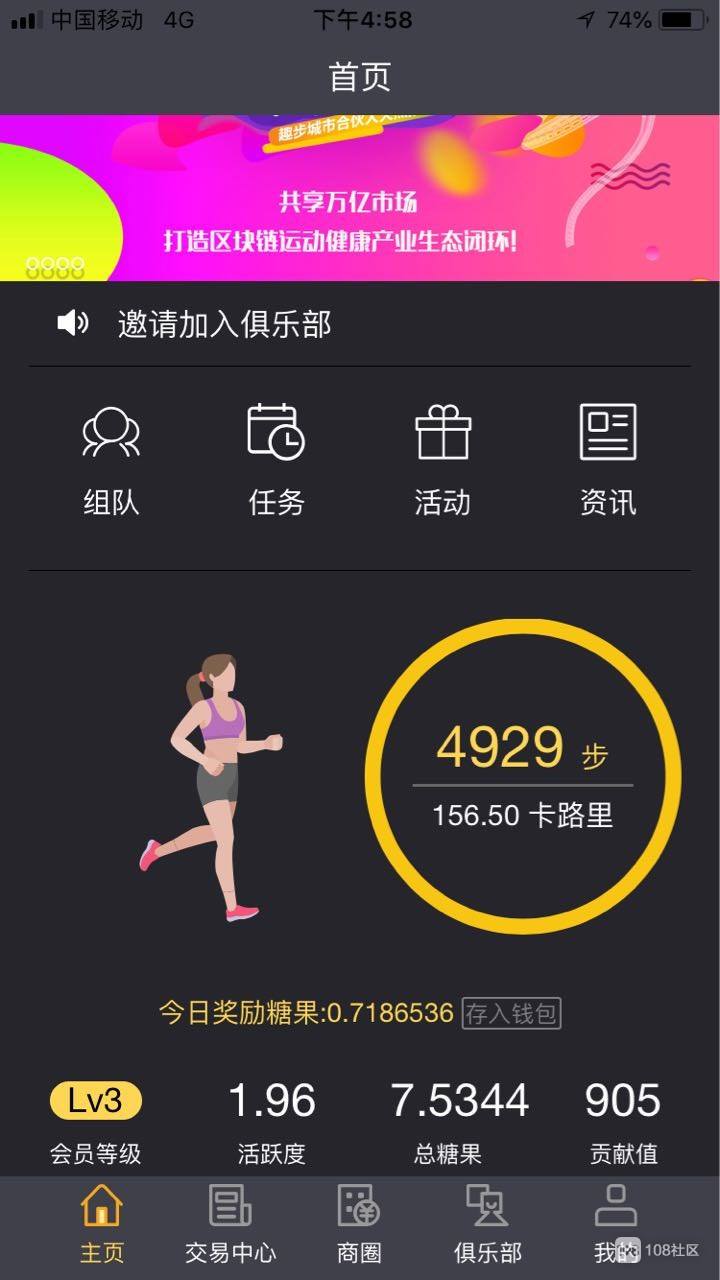 中国移动 4G 下午4:58 74%
首页
趣步城市合伙人
共享万亿市场
打造区块链运动健康产业生态闭环!
邀请加入俱乐部
组队 任务 活动 资讯
4929 步
156.50 卡路里
今日奖励糖果:0.7186536 存入钱包
Lv3 1.96 7.5344 905
会员等级 活跃度 总糖果 贡献值
主页 交易中心 商圈 俱乐部 我的
108社区